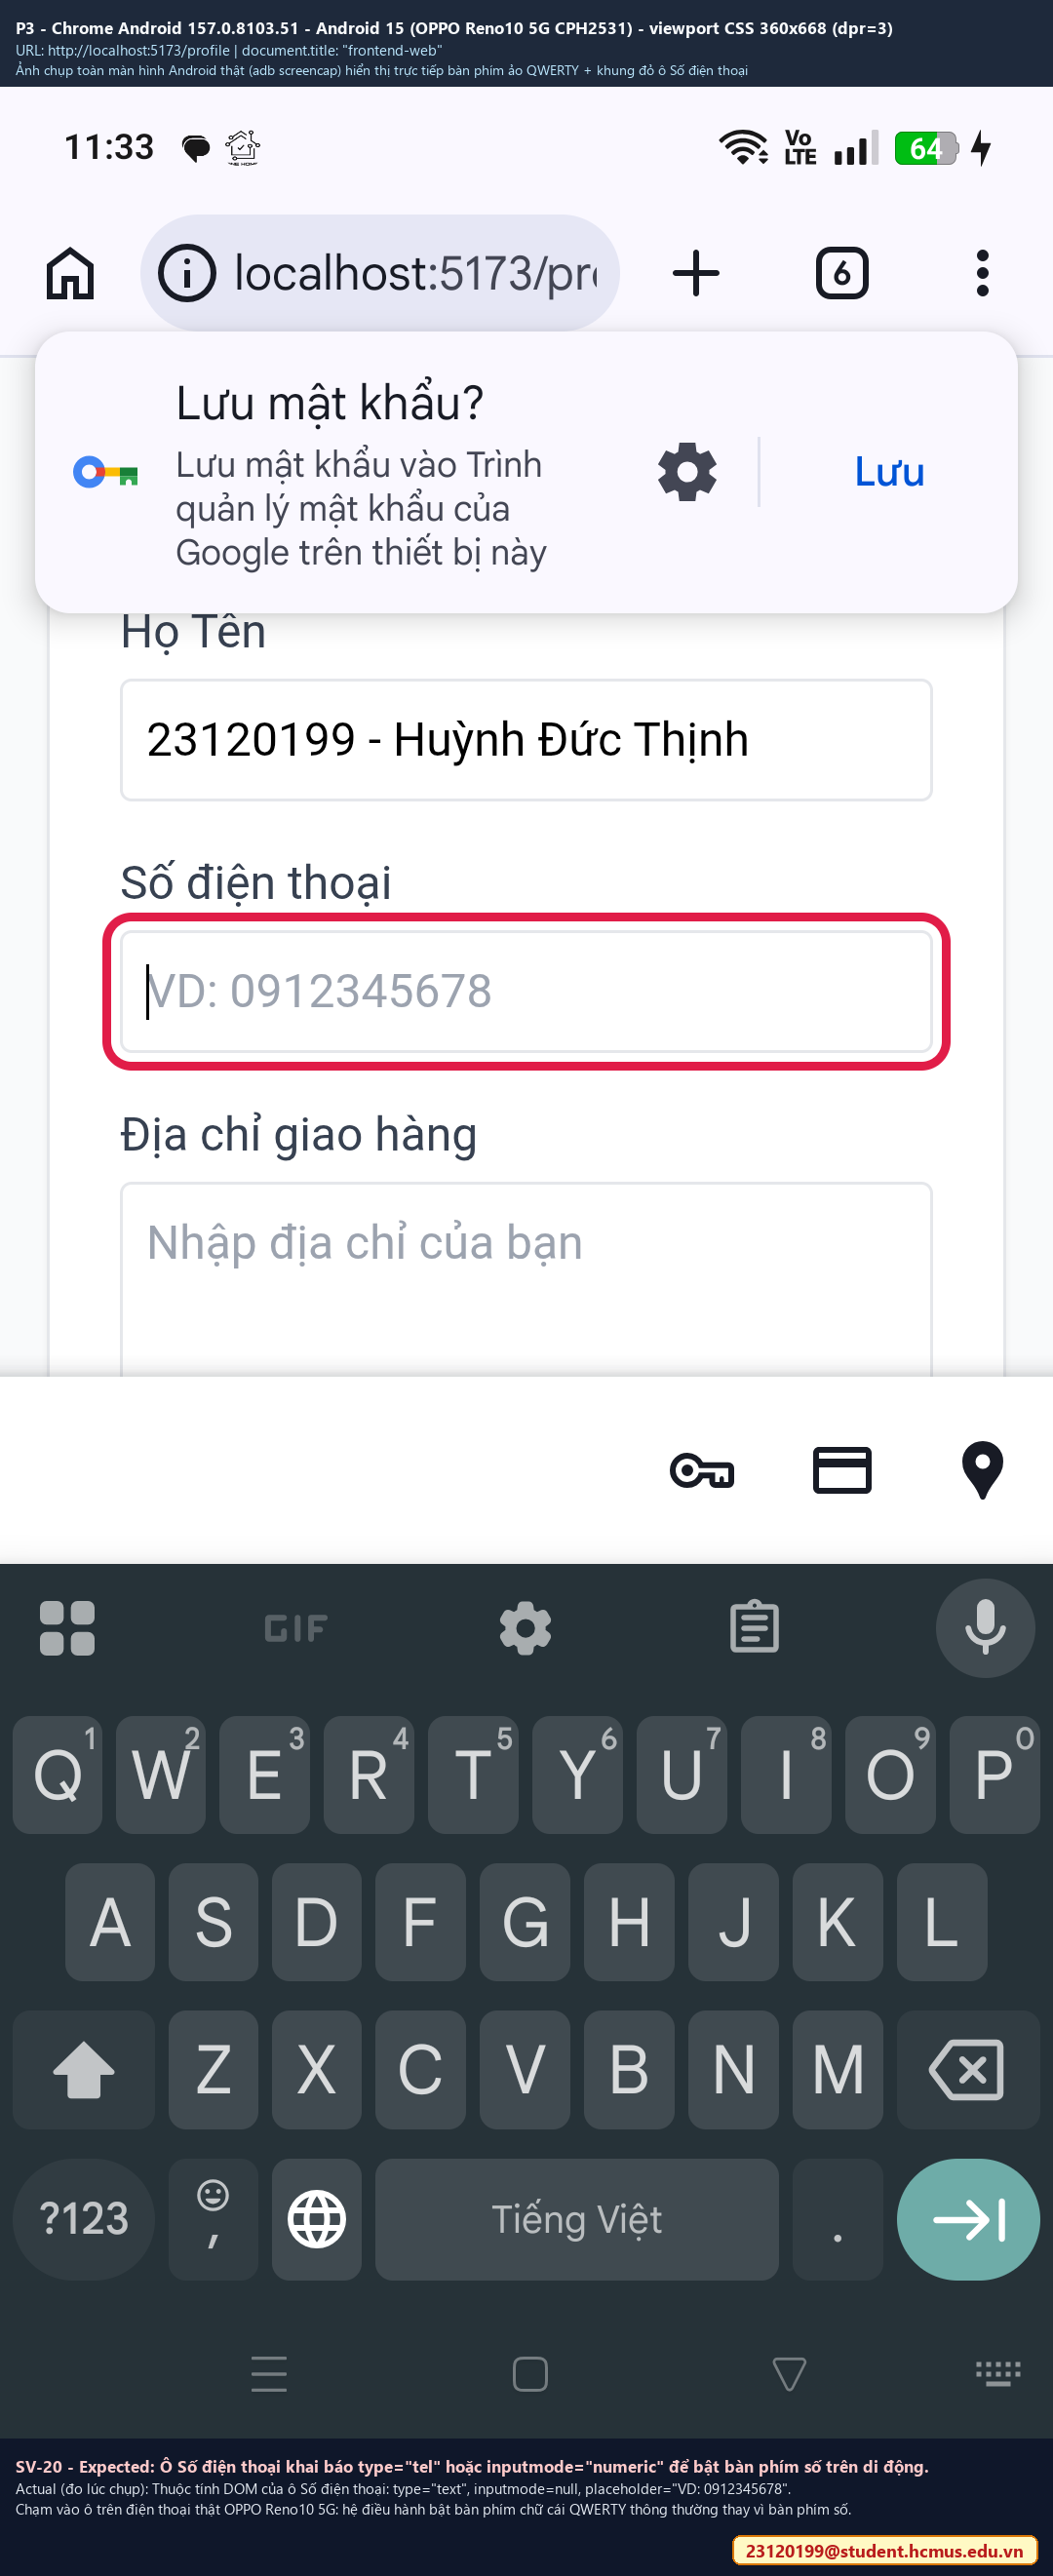 P3 - Chrome Android 157.0.8103.51 - Android 15 (OPPO Reno10 5G CPH2531) - viewport CSS 360x668 (dpr=3)
URL: http://localhost:5173/profile | document.title: "frontend-web"
Ảnh chụp toàn màn hình Android thật (adb screencap) hiển thị trực tiếp bàn phím ảo QWERTY + khung đỏ ô Số điện thoại
11:33
Vo LTE
64
localhost:5173/pro
6
Lưu mật khẩu?
Lưu mật khẩu vào Trình
quản lý mật khẩu của
Google trên thiết bị này
Lưu
Họ Tên
23120199 - Huỳnh Đức Thịnh
Số điện thoại
VD: 0912345678
Địa chỉ giao hàng
Nhập địa chỉ của bạn
GIF
Q1 W2 E3 R4 T5 Y6 U7 I8 O9 P0
A S D F G H J K L
Z X C V B N M
?123 , Tiếng Việt .
SV-20 - Expected: Ô Số điện thoại khai báo type="tel" hoặc inputmode="numeric" để bật bàn phím số trên di động.
Actual (đo lúc chụp): Thuộc tính DOM của ô Số điện thoại: type="text", inputmode=null, placeholder="VD: 0912345678".
Chạm vào ô trên điện thoại thật OPPO Reno10 5G: hệ điều hành bật bàn phím chữ cái QWERTY thông thường thay vì bàn phím số.
23120199@student.hcmus.edu.vn